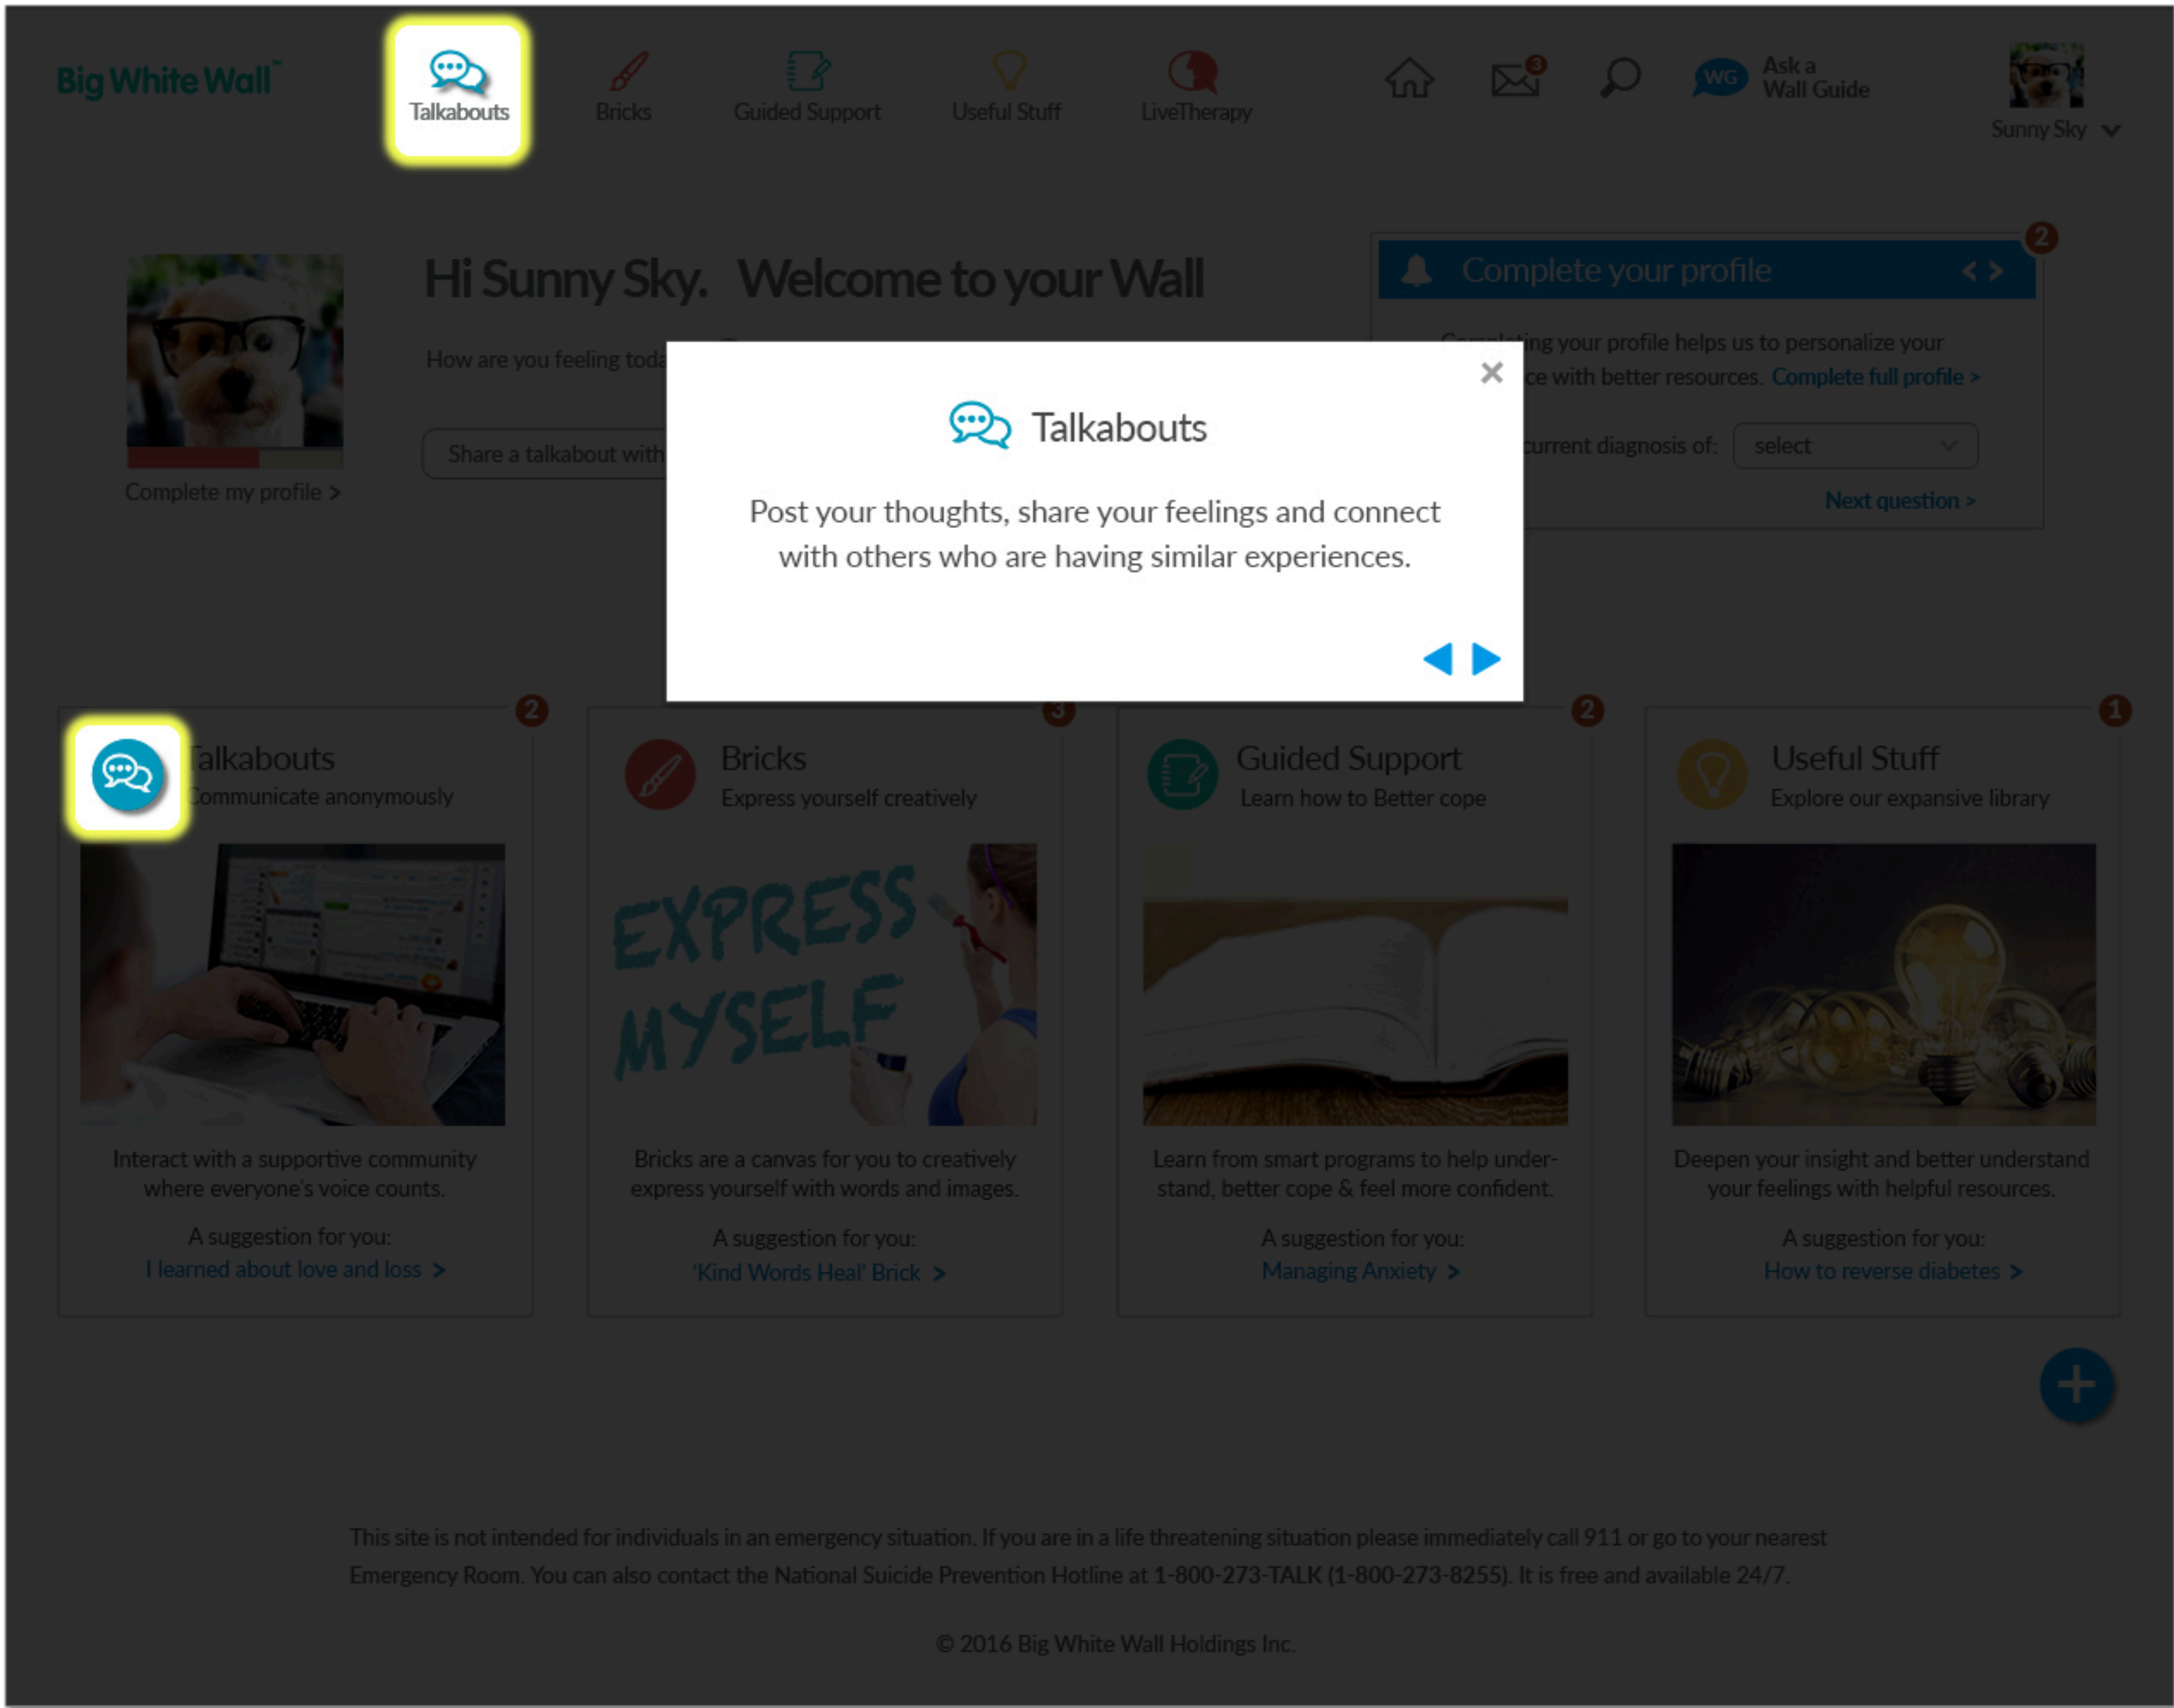 Big White Wall™
Talkabouts
Bricks
Guided Support
Useful Stuff
LiveTherapy
3
WG
Ask a
Wall Guide
Sunny Sky
Hi Sunny Sky. Welcome to your Wall
How are you feeling toda
Share a talkabout with
Complete my profile >
2
Complete your profile
< >
ing your profile helps us to personalize your
ce with better resources. Complete full profile >
current diagnosis of: select
Next question >
×
Talkabouts
Post your thoughts, share your feelings and connect
with others who are having similar experiences.
2
Talkabouts
Communicate anonymously
Interact with a supportive community
where everyone's voice counts.
A suggestion for you:
I learned about love and loss >
3
Bricks
Express yourself creatively
EXPRESS
MYSELF
Bricks are a canvas for you to creatively
express yourself with words and images.
A suggestion for you:
'Kind Words Heal' Brick >
2
Guided Support
Learn how to Better cope
Learn from smart programs to help under-
stand, better cope & feel more confident.
A suggestion for you:
Managing Anxiety >
1
Useful Stuff
Explore our expansive library
Deepen your insight and better understand
your feelings with helpful resources.
A suggestion for you:
How to reverse diabetes >
+
This site is not intended for individuals in an emergency situation. If you are in a life threatening situation please immediately call 911 or go to your nearest
Emergency Room. You can also contact the National Suicide Prevention Hotline at 1-800-273-TALK (1-800-273-8255). It is free and available 24/7.
© 2016 Big White Wall Holdings Inc.